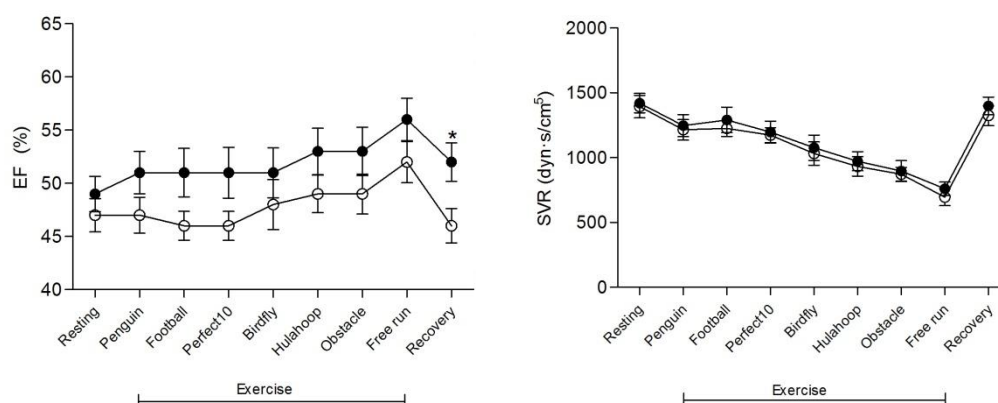 65
60
55
50
45
40
EF (%)
*
Resting
Penguin
Football
Perfect10
Birdfly
Hulahoop
Obstacle
Free run
Recovery
Exercise
2000
1500
1000
500
0
SVR (dyn·s/cm⁵)
Resting
Penguin
Football
Perfect10
Birdfly
Hulahoop
Obstacle
Free run
Recovery
Exercise